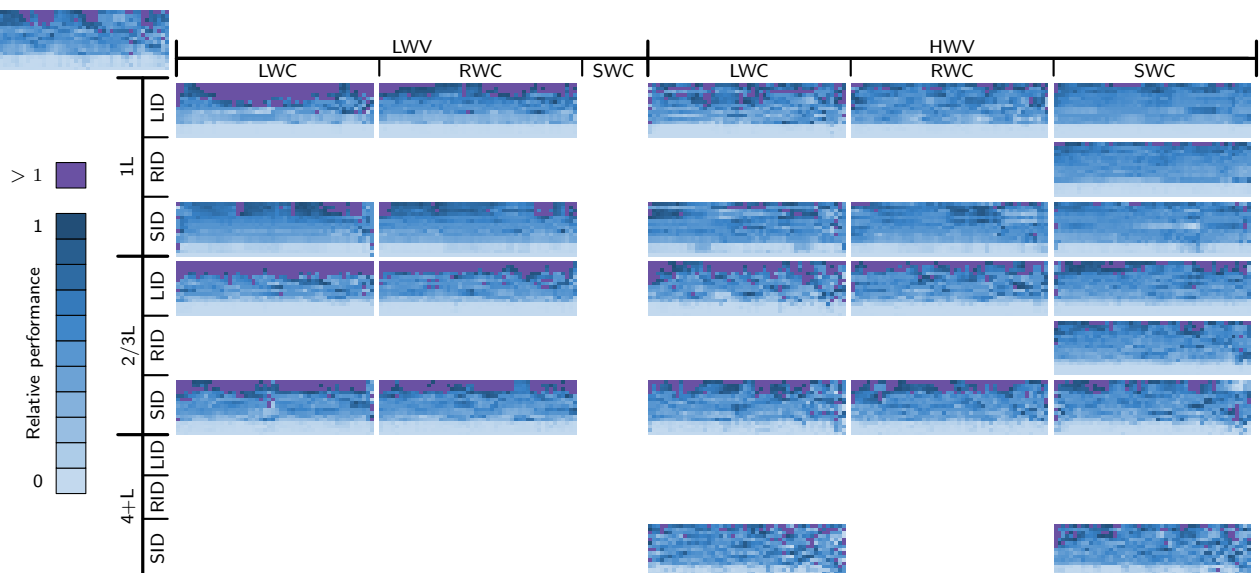 LWV
HWV
LWC
RWC
SWC
LWC
RWC
SWC
1L
LID
RID
SID
2/3L
LID
RID
SID
4+L
LID
RID
SID
> 1
1
Relative performance
0